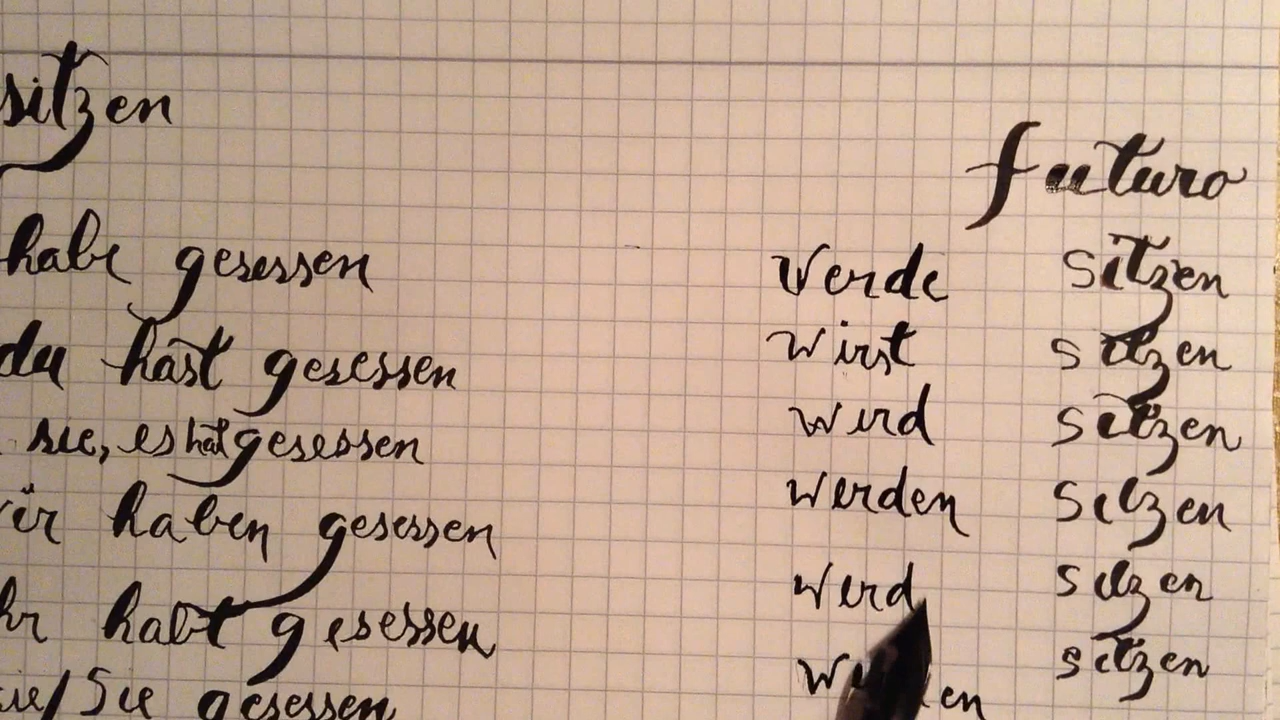 sitzen
futuro
habe gesessen werde sitzen
du hast gesessen wirst sitzen
sie, es hat gesessen wird sitzen
haben gesessen werden sitzen
habt gesessen werd sitzen
Sie gesessen sitzen